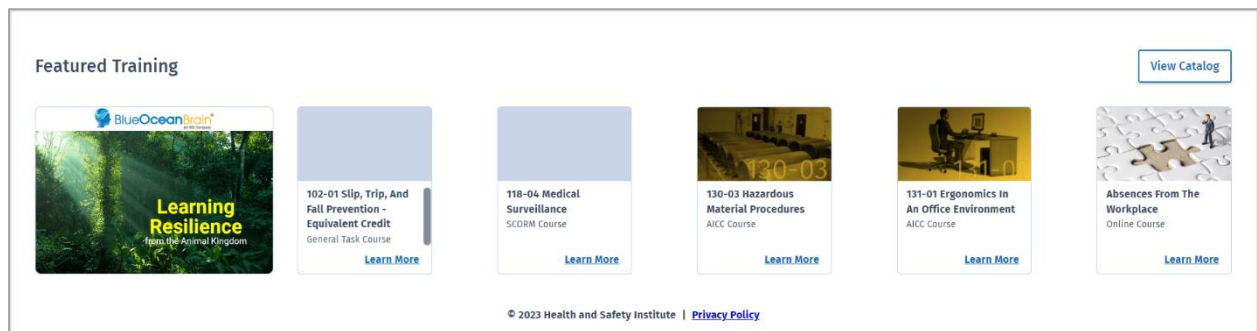 Featured Training
View Catalog
BlueOceanBrain
Learning
Resilience
from the Animal Kingdom
102-01 Slip, Trip, And
Fall Prevention -
Equivalent Credit
General Task Course
Learn More
118-04 Medical
Surveillance
SCORM Course
Learn More
130-03
130-03 Hazardous
Material Procedures
AICC Course
Learn More
131-0
131-01 Ergonomics In
An Office Environment
AICC Course
Learn More
Absences From The
Workplace
Online Course
Learn More
© 2023 Health and Safety Institute | Privacy Policy